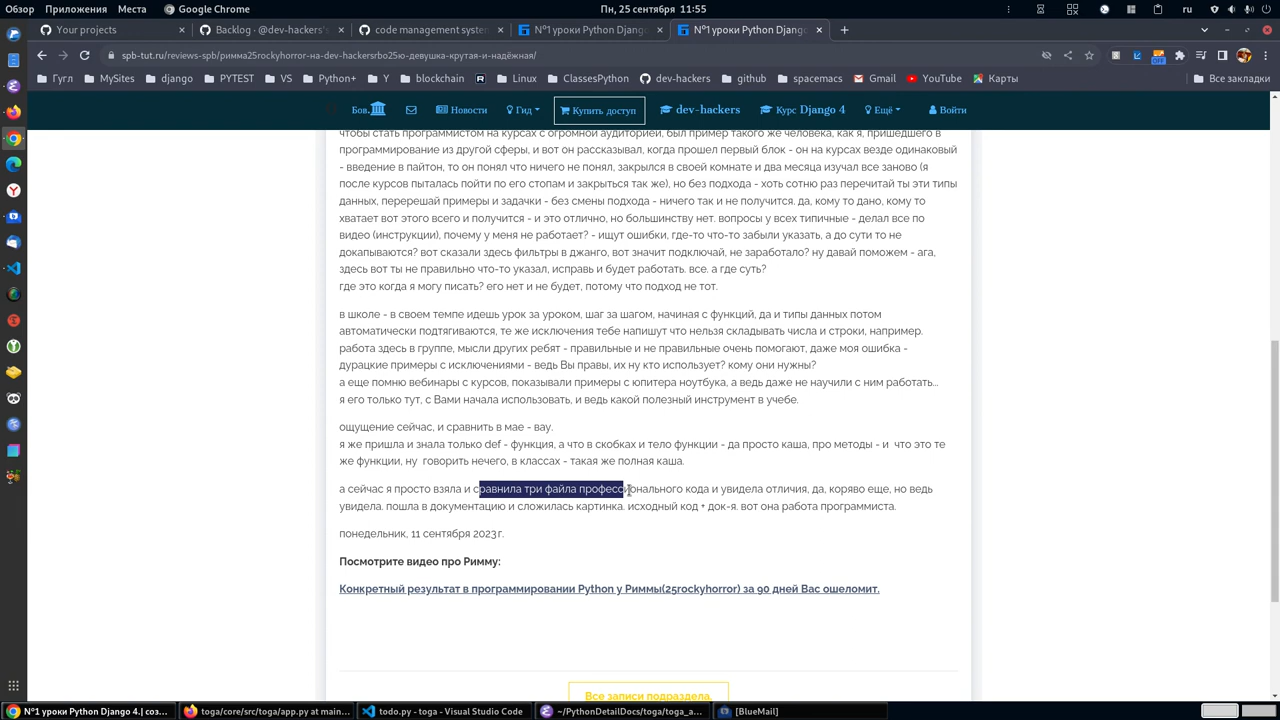 Обзор Приложения Места Google Chrome Пн, 25 сентября 11:55 ru
Your projects Backlog · @dev-hackers's code management system №1 уроки Python Django №1 уроки Python Django
spb-tut.ru/reviews-spb/римма25rockyhorror-на-dev-hackersrbo25ю-девушка-крутая-и-надёжная/
Гугл MySites django PYTEST VS Python+ Y blockchain Linux ClassesPython dev-hackers github spacemacs Gmail YouTube Карты Все закладки
Бов. Новости Гид Купить доступ dev-hackers Курс Django 4 Ещё Войти
чтобы стать программистом на курсах с огромной аудиторией, был пример такого же человека, как я, пришедшего в
программирование из другой сферы, и вот он рассказывал, когда прошел первый блок - он на курсах везде одинаковый
- введение в пайтон, то он понял что ничего не понял, закрылся в своей комнате и два месяца изучал все заново (я
после курсов пыталась пойти по его стопам и закрыться так же), но без подхода - хоть сотню раз перечитай ты эти типы
данных, перерешай примеры и задачки - без смены подхода - ничего так и не получится. да, кому то дано, кому то
хватает вот этого всего и получится - и это отлично, но большинству нет. вопросы у всех типичные - делал все по
видео (инструкции), почему у меня не работает? - ищут ошибки, где-то что-то забыли указать, а до сути то не
докапываются? вот сказали здесь фильтры в джанго, вот значит подключай, не заработало? ну давай поможем - ага,
здесь вот ты не правильно что-то указал, исправь и будет работать. все. а где суть?
где это когда я могу писать? его нет и не будет, потому что подход не тот.
в школе - в своем темпе идешь урок за уроком, шаг за шагом, начиная с функций, да и типы данных потом
автоматически подтягиваются, те же исключения тебе напишут что нельзя складывать числа и строки, например.
работа здесь в группе, мысли других ребят - правильные и не правильные очень помогают, даже моя ошибка -
дурацкие примеры с исключениями - ведь Вы правы, их ну кто использует? кому они нужны?
а еще помню вебинары с курсов, показывали примеры с юпитера ноутбука, а ведь даже не научили с ним работать...
я его только тут, с Вами начала использовать, и ведь какой полезный инструмент в учебе.
ощущение сейчас, и сравнить в мае - вау.
я же пришла и знала только def - функция, а что в скобках и тело функции - да просто каша, про методы - и что это те
же функции, ну говорить нечего, в классах - такая же полная каша.
а сейчас я просто взяла и сравнила три файла профессионального кода и увидела отличия, да, коряво еще, но ведь
увидела. пошла в документацию и сложилась картинка. исходный код + док-я. вот она работа программиста.
понедельник, 11 сентября 2023 г.
Посмотрите видео про Римму:
Конкретный результат в программировании Python у Риммы(25rockyhorror) за 90 дней Вас ошеломит.
Все записи подраздела.
№1 уроки Python Django 4.| соз... toga/core/src/toga/app.py at main... todo.py - toga - Visual Studio Code ~/PythonDetailDocs/toga/toga_a... [BlueMail]